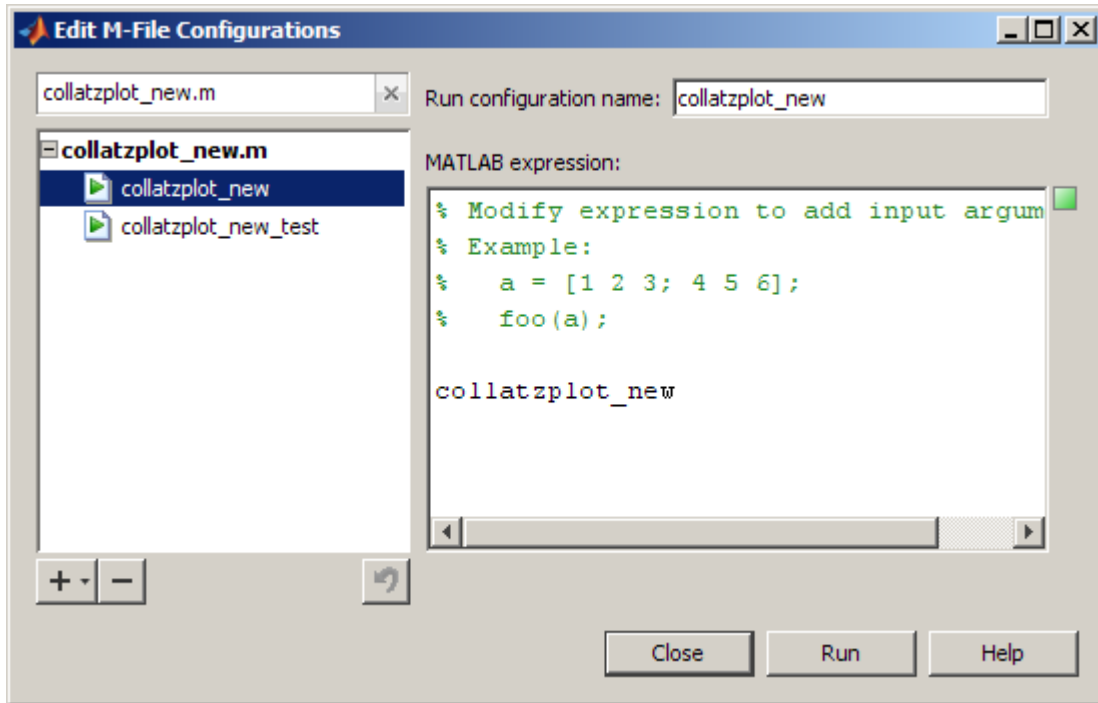 Edit M-File Configurations
collatzplot_new.m
Run configuration name: collatzplot_new
collatzplot_new.m
collatzplot_new
collatzplot_new_test
MATLAB expression:
% Modify expression to add input argum
% Example:
%   a = [1 2 3; 4 5 6];
%   foo(a);
collatzplot_new
Close
Run
Help